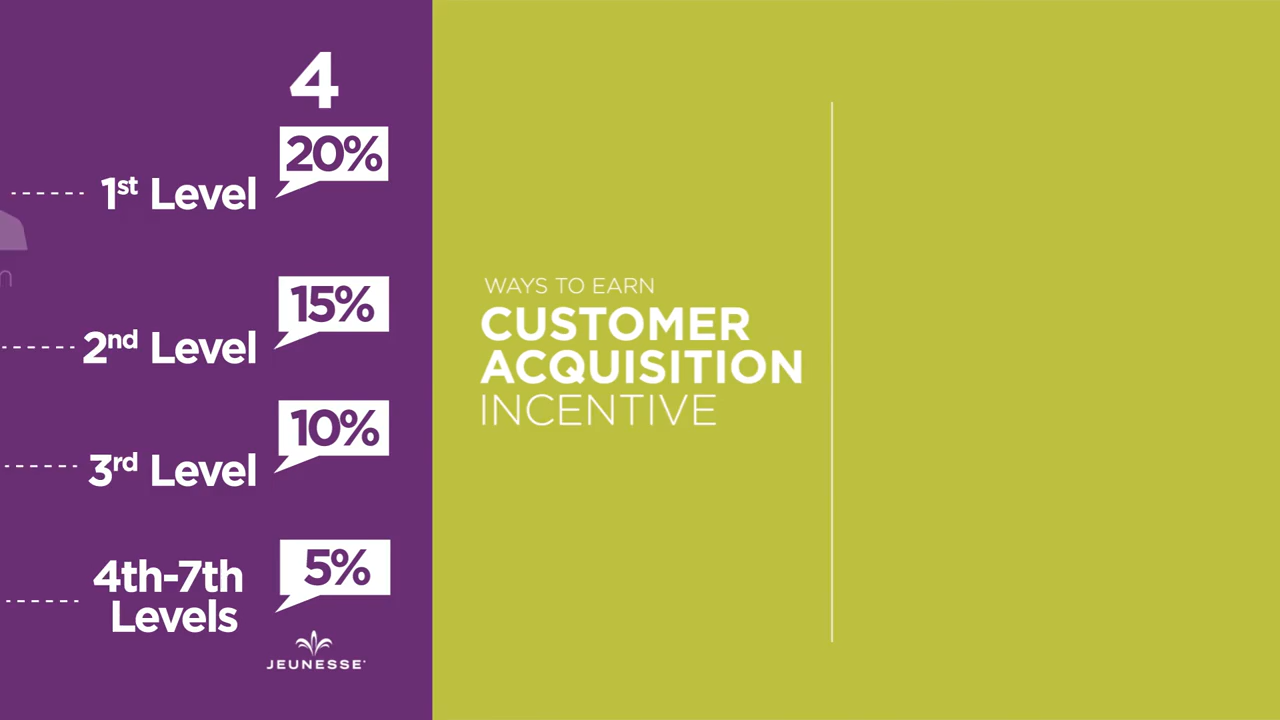 4
20%
1st Level
15%
2nd Level
10%
3rd Level
5%
4th-7th
Levels
JEUNESSE
WAYS TO EARN
CUSTOMER
ACQUISITION
INCENTIVE